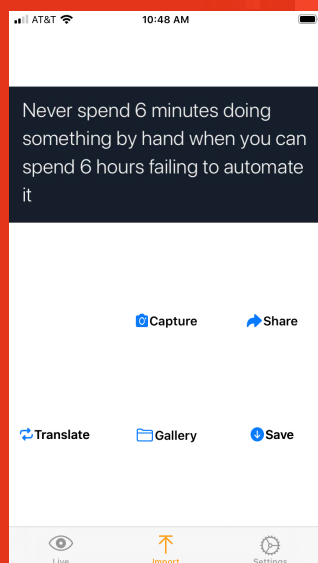 AT&T 10:48 AM
Never spend 6 minutes doing
something by hand when you can
spend 6 hours failing to automate
it
Capture Share
Translate Gallery Save
Live Import Settings